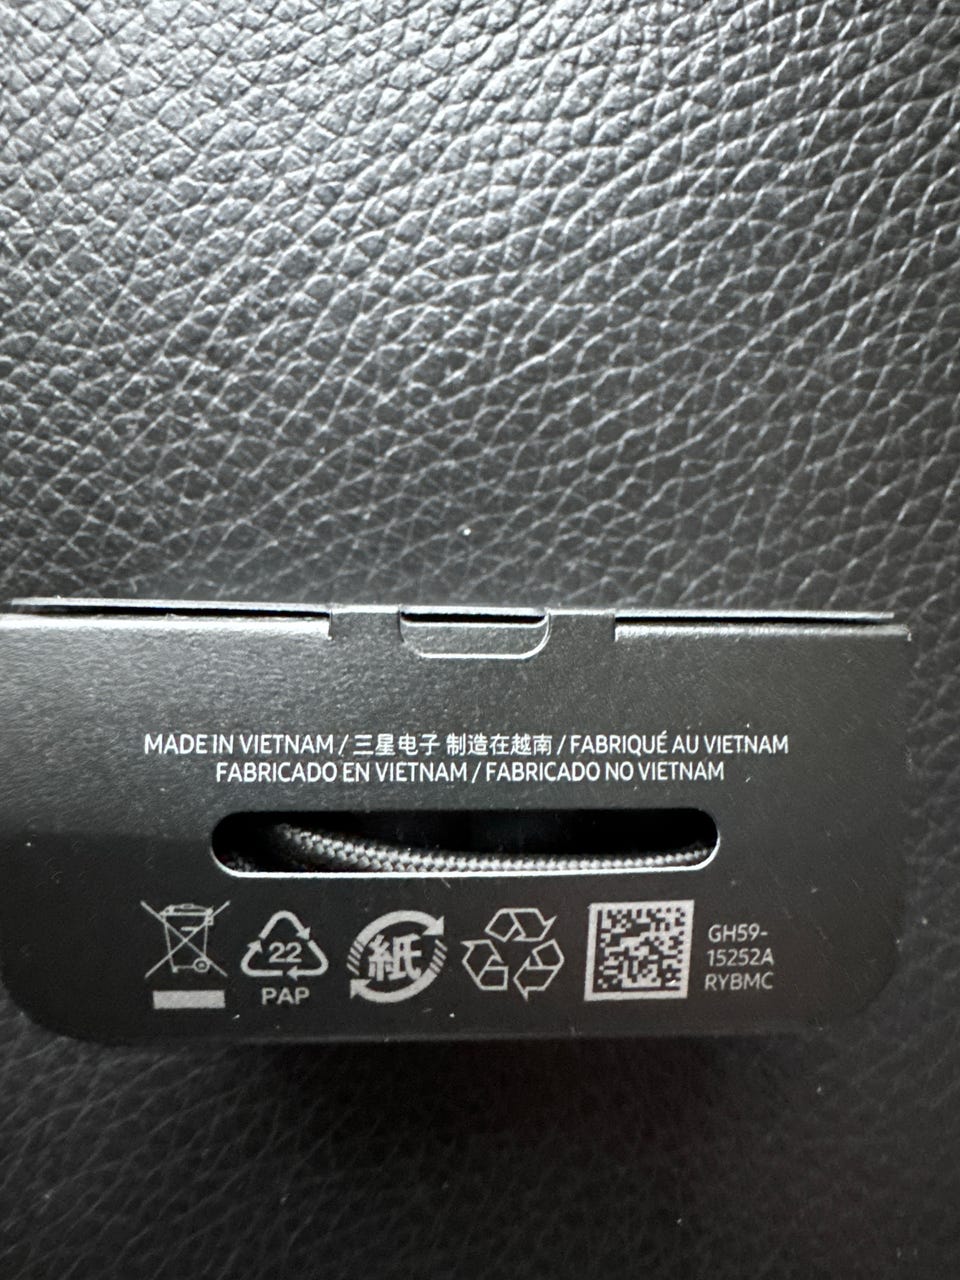 MADE IN VIETNAM / 三星电子 制造在越南 / FABRIQUÉ AU VIETNAM
FABRICADO EN VIETNAM / FABRICADO NO VIETNAM
22
PAP
紙
GH59-
15252A
RYBMC